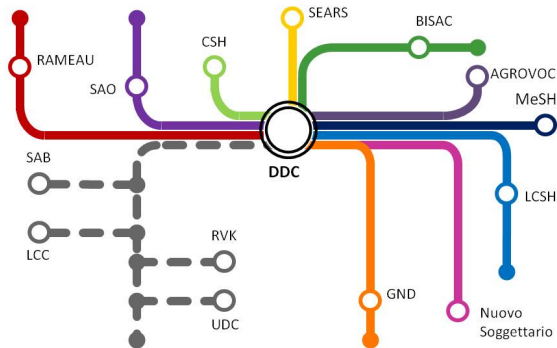 SEARS
BISAC
CSH
RAMEAU
AGROVOC
SAO
MeSH
DDC
SAB
LCSH
RVK
LCC
GND
Nuovo
Soggettario
UDC